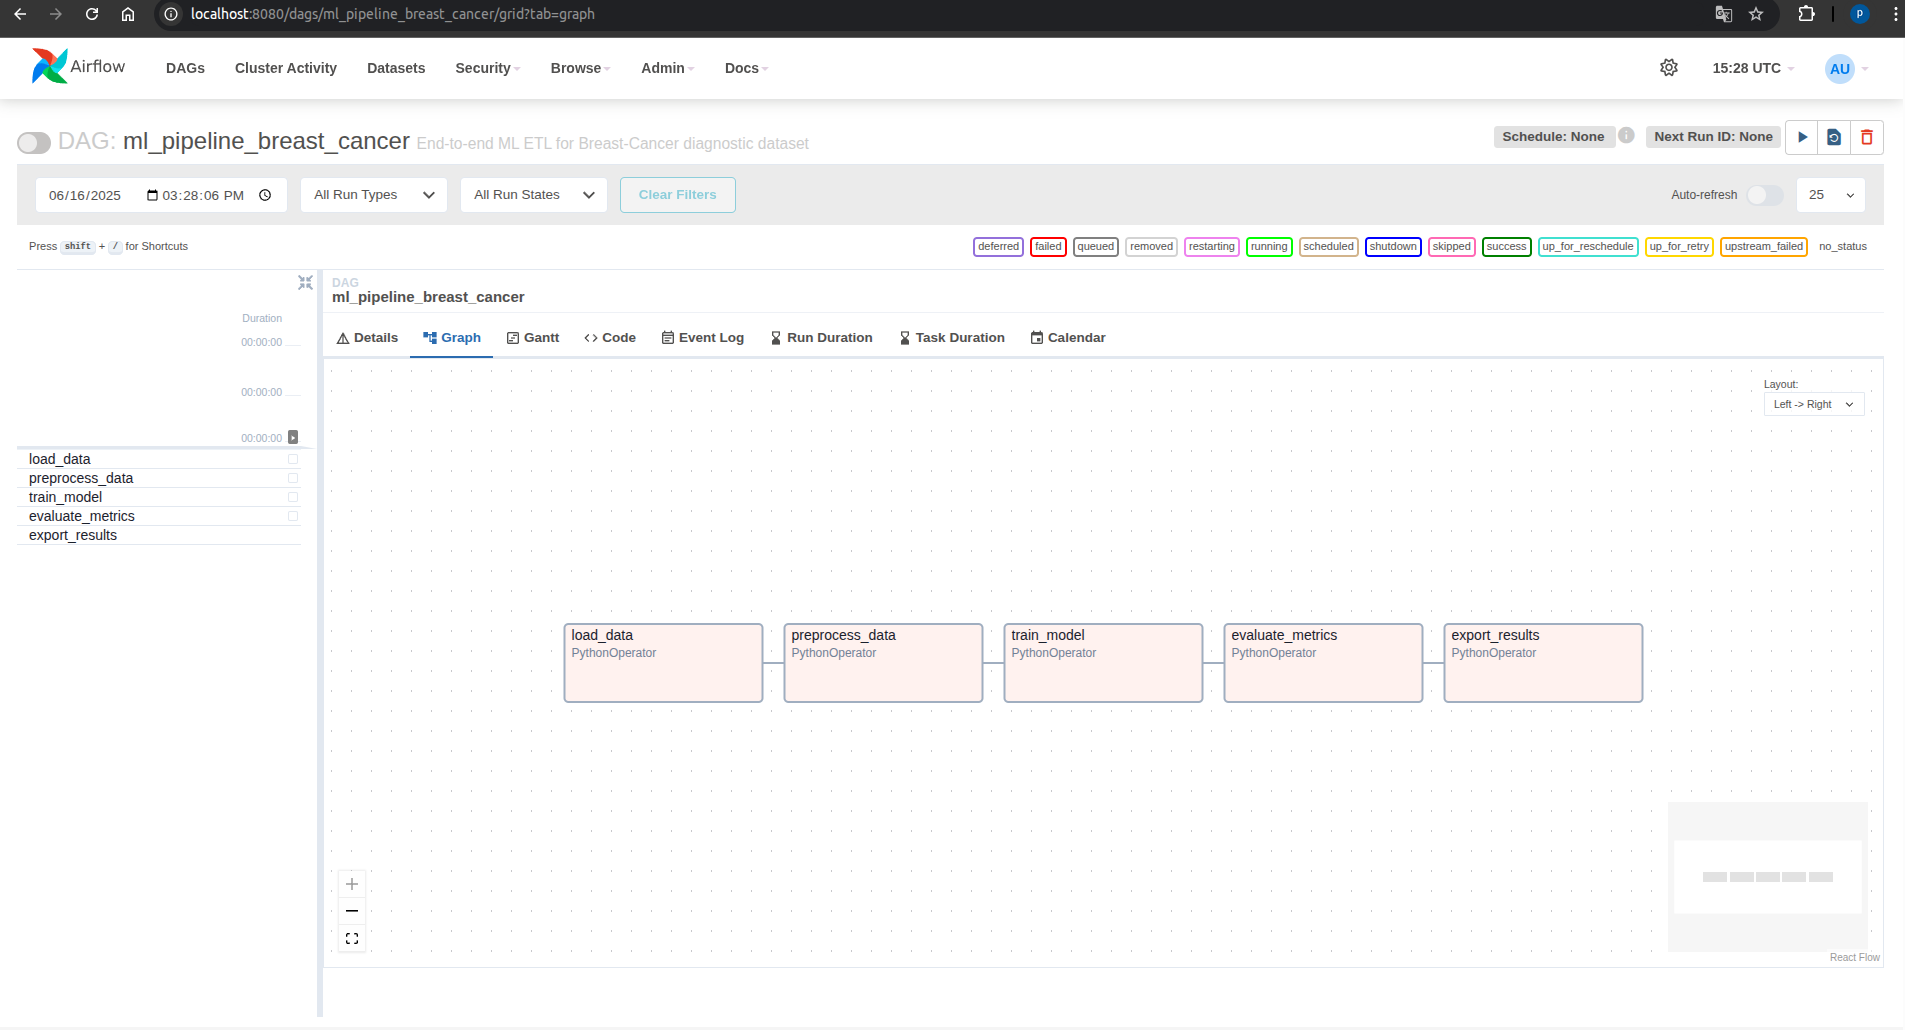 localhost:8080/dags/ml_pipeline_breast_cancer/grid?tab=graph
p
Airflow
DAGs Cluster Activity Datasets Security Browse Admin Docs
15:28 UTC
AU
DAG: ml_pipeline_breast_cancer End-to-end ML ETL for Breast-Cancer diagnostic dataset
Schedule: None
Next Run ID: None
06/16/2025 03:28:06 PM
All Run Types
All Run States
Clear Filters
Auto-refresh
25
Press shift + / for Shortcuts
deferred failed queued removed restarting running scheduled shutdown skipped success up_for_reschedule up_for_retry upstream_failed no_status
Duration
00:00:00
00:00:00
00:00:00
load_data
preprocess_data
train_model
evaluate_metrics
export_results
DAG
ml_pipeline_breast_cancer
Details Graph Gantt Code Event Log Run Duration Task Duration Calendar
Layout:
Left -> Right
load_data
PythonOperator
preprocess_data
PythonOperator
train_model
PythonOperator
evaluate_metrics
PythonOperator
export_results
PythonOperator
React Flow